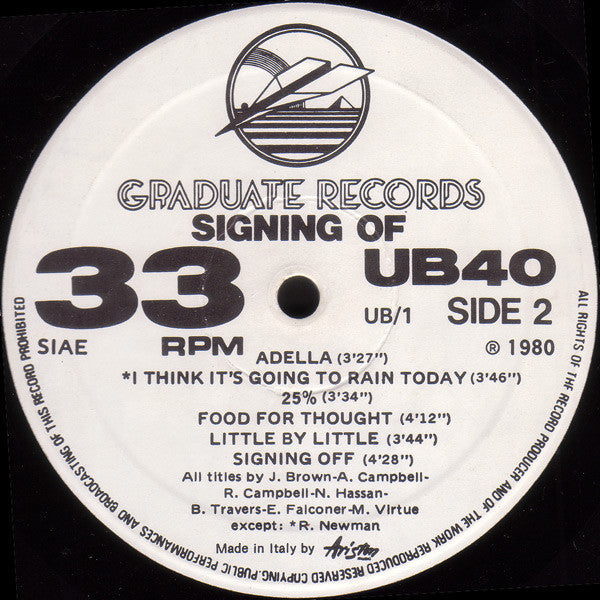 GRADUATE RECORDS
SIGNING OF
33 UB40
UB/1 SIDE 2
SIAE RPM ℗ 1980
ADELLA (3'27")
*I THINK IT'S GOING TO RAIN TODAY (3'46")
25% (3'34")
FOOD FOR THOUGHT (4'12")
LITTLE BY LITTLE (3'44")
SIGNING OFF (4'28")
All titles by J. Brown-A. Campbell-
R. Campbell-N. Hassan-
B. Travers-E. Falconer-M. Virtue
except: *R. Newman
Made in Italy by Ariston
ALL RIGHTS OF THE RECORD PRODUCER AND OF THE WORK REPRODUCED RESERVED COPYING.PUBLIC PERFORMANCES AND BROADCASTING OF THIS RECORD PROHIBITED